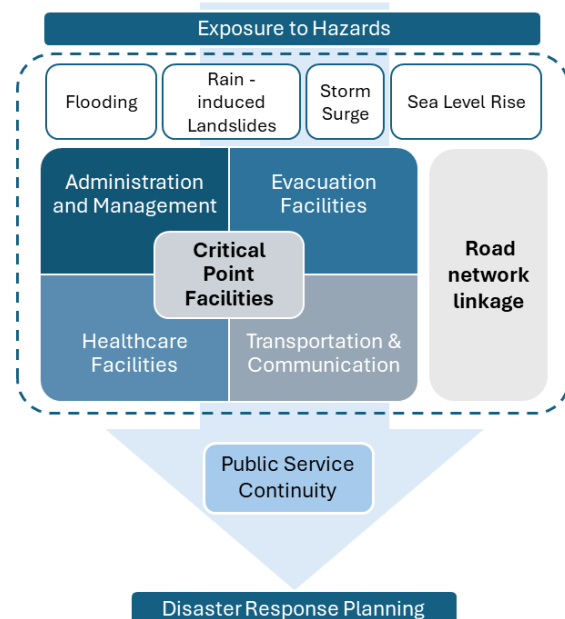 Exposure to Hazards
Flooding
Rain -
induced
Landslides
Storm
Surge
Sea Level Rise
Administration
and Management
Evacuation
Facilities
Critical
Point
Facilities
Healthcare
Facilities
Transportation &
Communication
Road
network
linkage
Public Service
Continuity
Disaster Response Planning